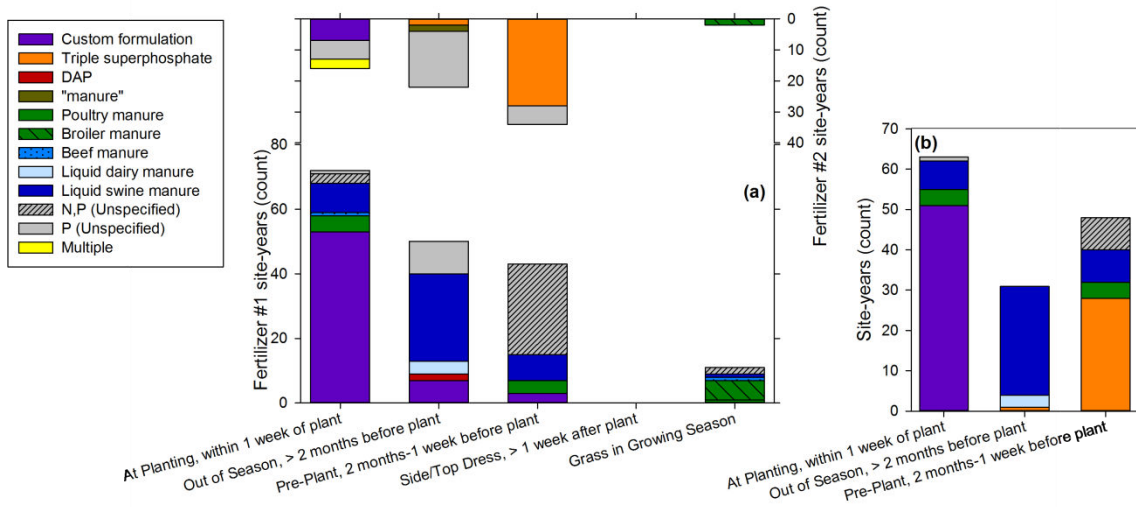 Custom formulation
Triple superphosphate
DAP
"manure"
Poultry manure
Broiler manure
Beef manure
Liquid dairy manure
Liquid swine manure
N,P (Unspecified)
P (Unspecified)
Multiple
Fertilizer #1 site-years (count)
80
60
40
20
0
(a)
0
10
20
30
40
Fertilizer #2 site-years (count)
At Planting, within 1 week of plant
Out of Season, > 2 months before plant
Pre-Plant, 2 months-1 week before plant
Side/Top Dress, > 1 week after plant
Grass in Growing Season
(b)
Site-years (count)
70
60
50
40
30
20
10
0
At Planting, within 1 week of plant
Out of Season, > 2 months before plant
Pre-Plant, 2 months-1 week before plant